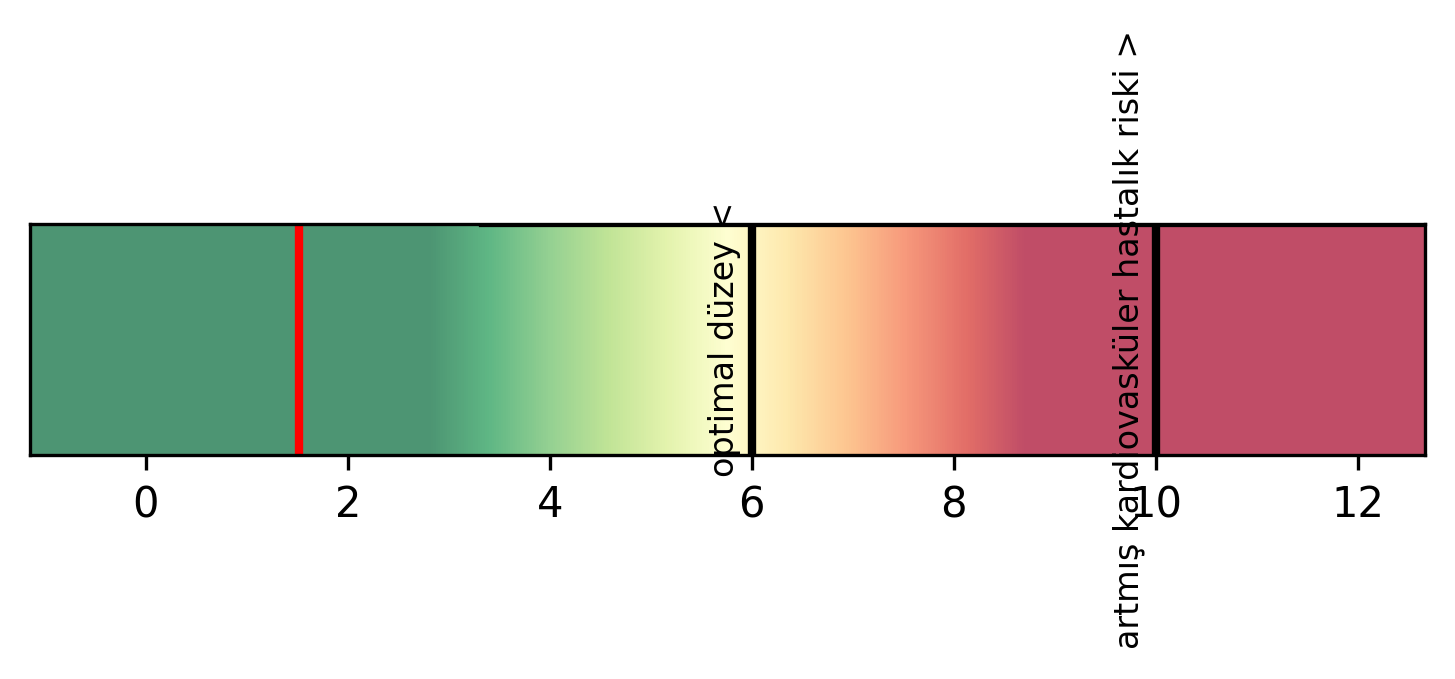 optimal düzey <
artmış kardiovasküler hastalık riski >
0 2 4 6 8 10 12